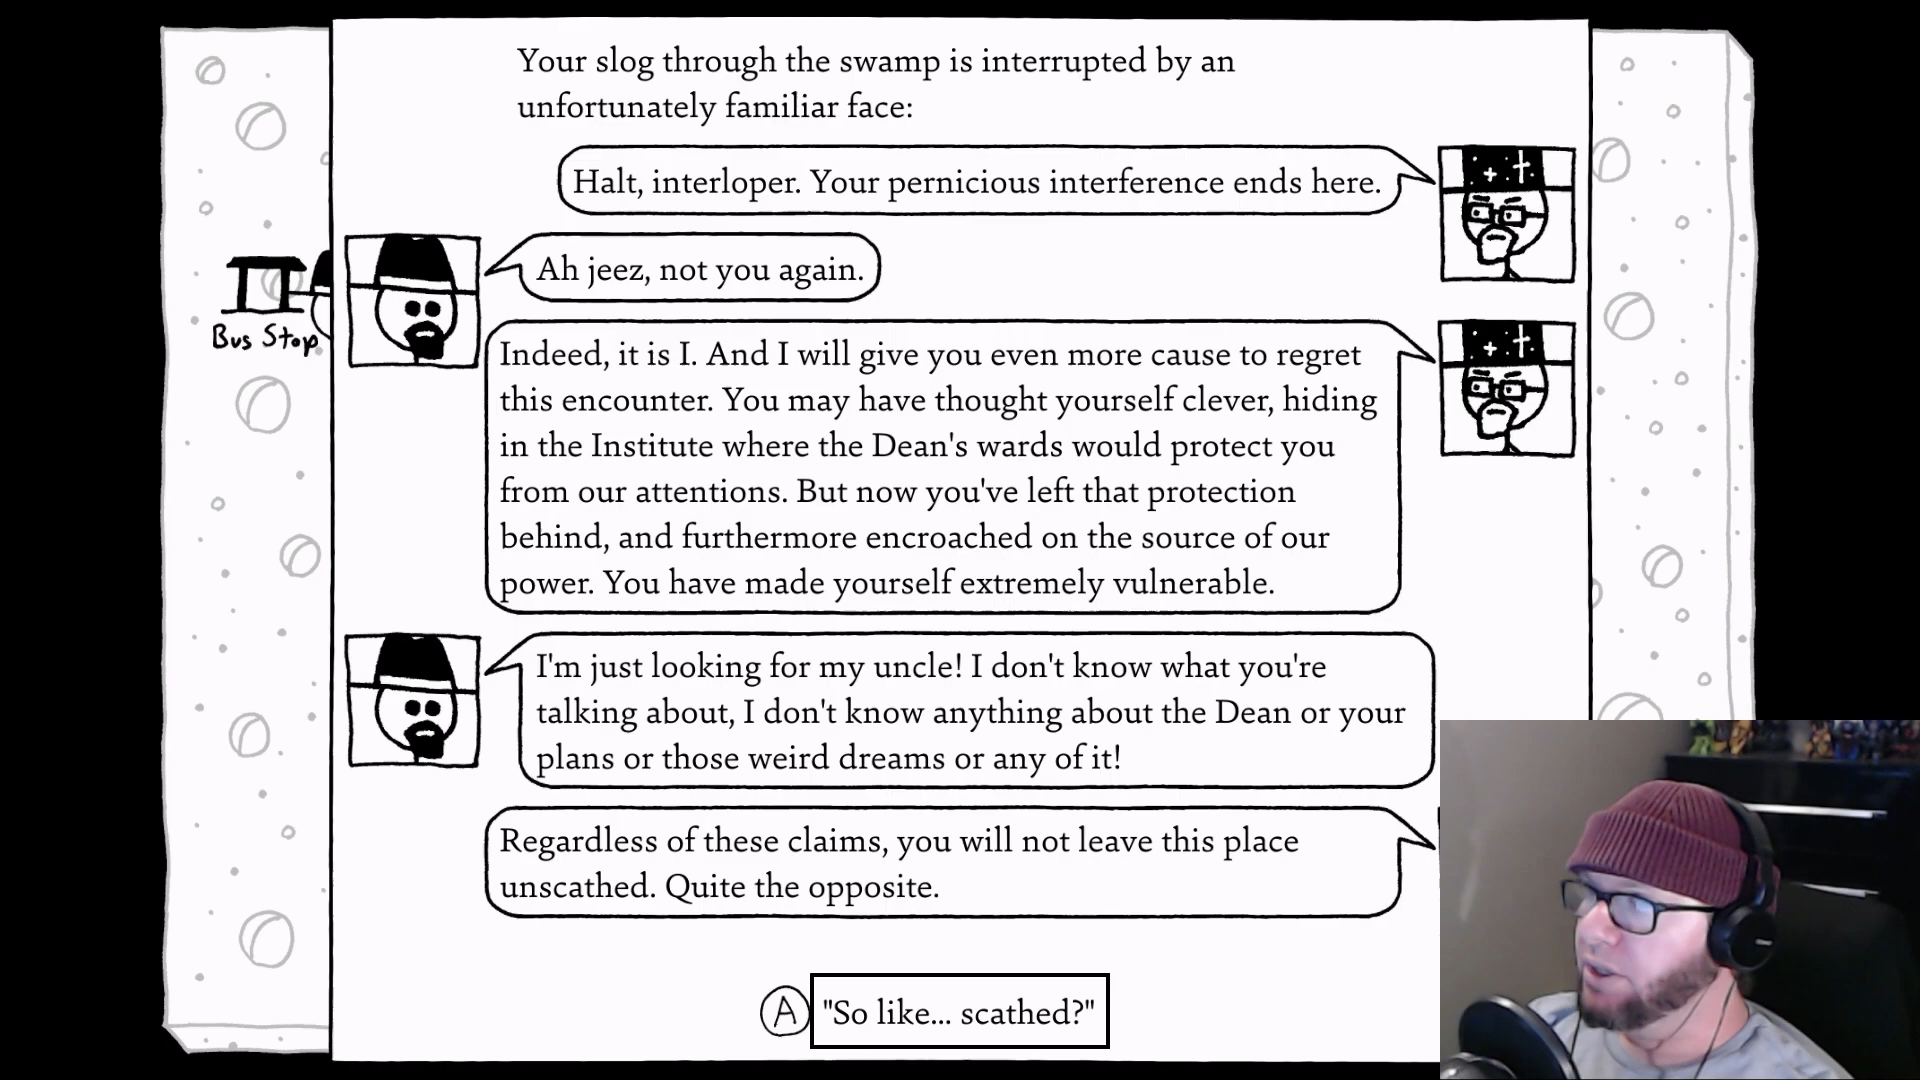 Your slog through the swamp is interrupted by an
unfortunately familiar face:
Halt, interloper. Your pernicious interference ends here.
Ah jeez, not you again.
Bus Stop
Indeed, it is I. And I will give you even more cause to regret
this encounter. You may have thought yourself clever, hiding
in the Institute where the Dean's wards would protect you
from our attentions. But now you've left that protection
behind, and furthermore encroached on the source of our
power. You have made yourself extremely vulnerable.
I'm just looking for my uncle! I don't know what you're
talking about, I don't know anything about the Dean or your
plans or those weird dreams or any of it!
Regardless of these claims, you will not leave this place
unscathed. Quite the opposite.
A "So like... scathed?"